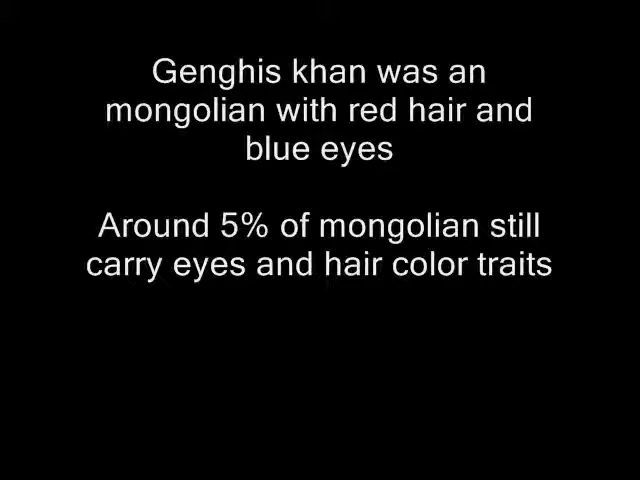 Genghis khan was an
mongolian with red hair and
blue eyes
Around 5% of mongolian still
carry eyes and hair color traits